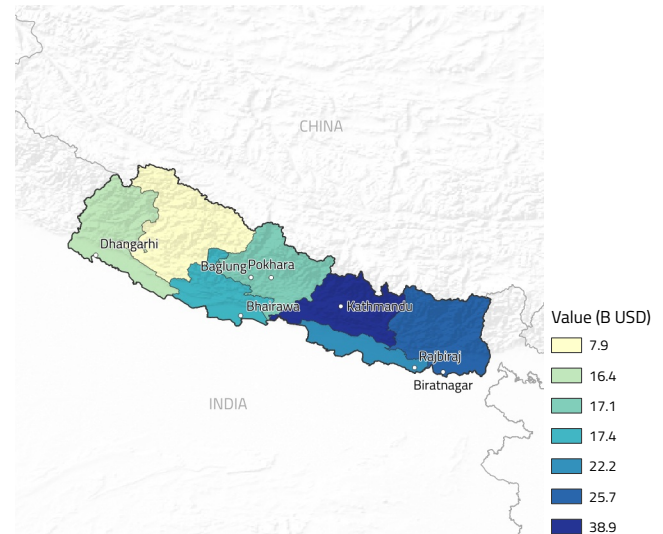 CHINA
Dhangarhi
Baglung
Pokhara
Bhairawa
Kathmandu
Rajbiraj
Biratnagar
INDIA
Value (B USD)
7.9
16.4
17.1
17.4
22.2
25.7
38.9